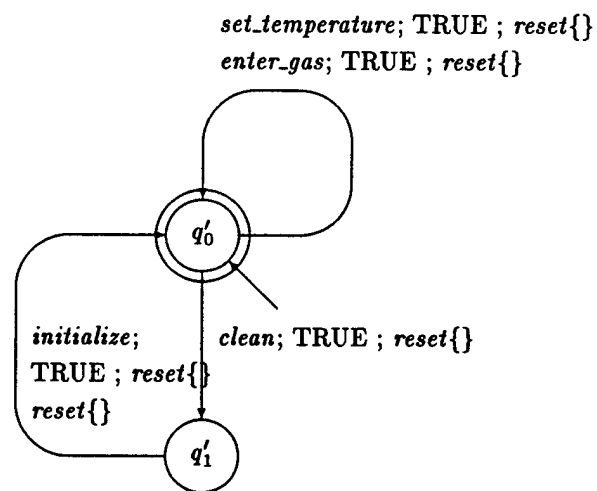 set_temperature; TRUE ; reset{}
enter_gas; TRUE ; reset{}
q′0
initialize;
TRUE ; reset{}
reset{}
clean; TRUE ; reset{}
q′1